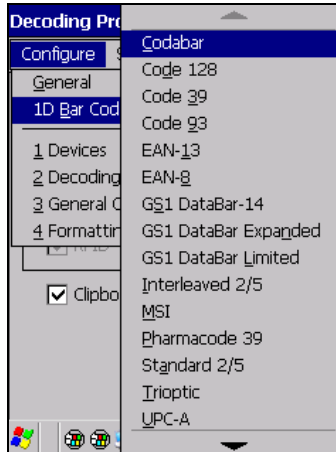 Decoding Pro
Configure
General
1D Bar Cod
1 Devices
2 Decoding
3 General
4 Formattin
RFID
Clipbo
Codabar
Code 128
Code 39
Code 93
EAN-13
EAN-8
GS1 DataBar-14
GS1 DataBar Expanded
GS1 DataBar Limited
Interleaved 2/5
MSI
Pharmacode 39
Standard 2/5
Trioptic
UPC-A